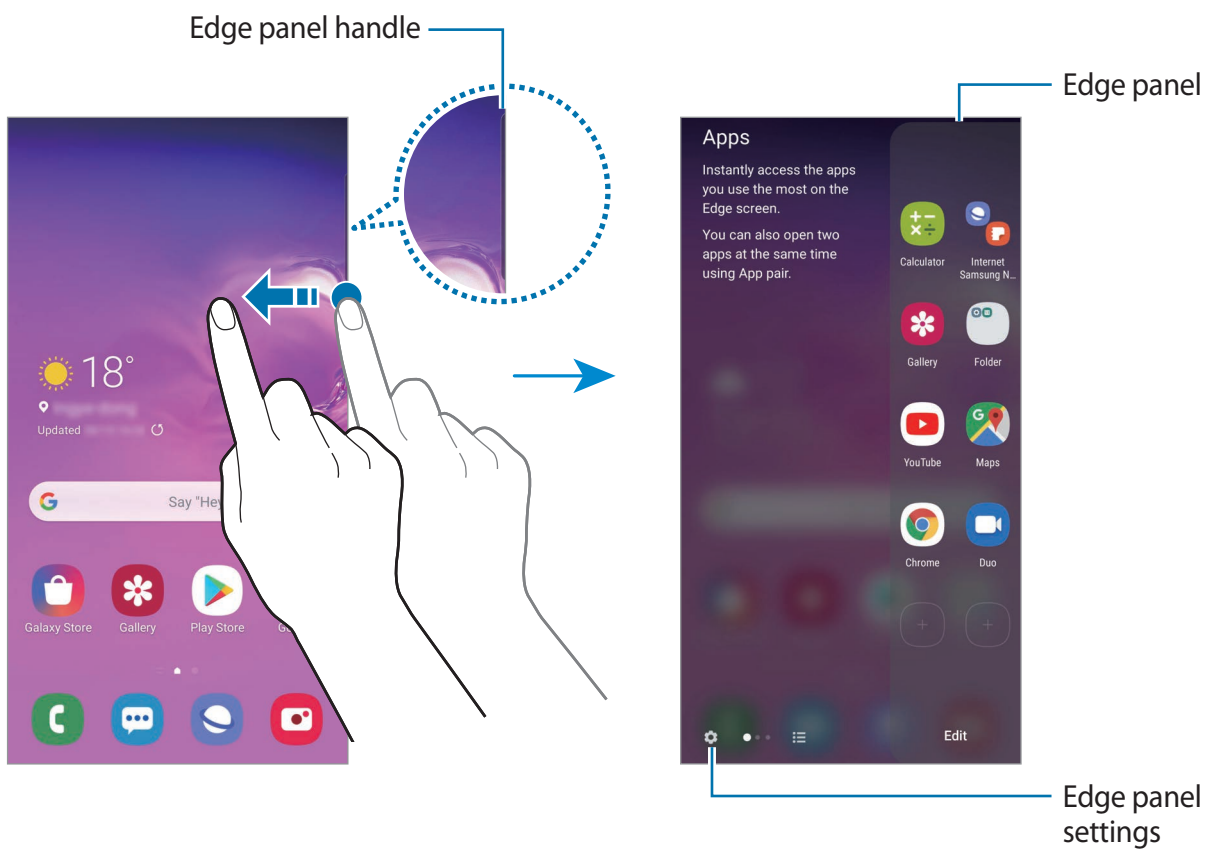 Edge panel handle
Edge panel
Apps
Instantly access the apps
you use the most on the
Edge screen.
You can also open two
apps at the same time
using App pair.
Calculator
Internet
Samsung N...
Gallery
Folder
YouTube
G
Maps
Chrome
Duo
Edit
18°
Updated
G
Say "Hey
Galaxy Store
Gallery
Play Store
Edge panel
settings